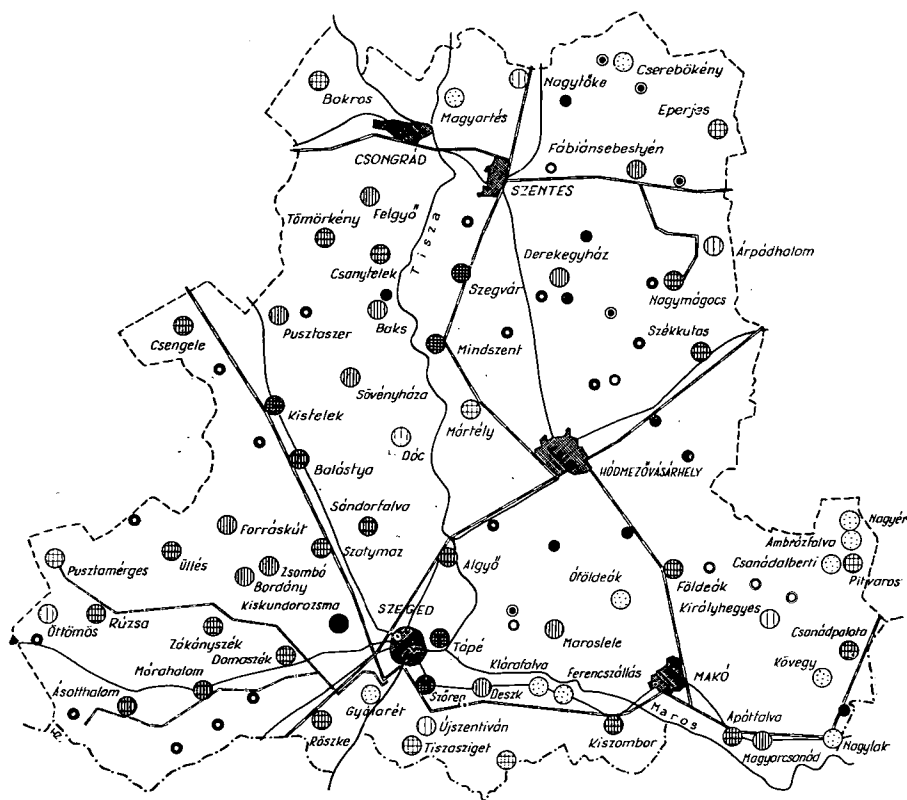 Bokros
Magyartés
Nagytőke
Cserebökény
Eperjes
CSONGRÁD
Fábiánsebestyén
SZENTES
Felgyő
Tömörkény
Tisza
Csanytelek
Derekegyház
Árpádhalom
Szegvár
Nagymágocs
Pusztaszer
Baks
Székkutas
Csengele
Mindszent
Sövényháza
Kistelek
Mártély
Dóc
Balástya
HÓDMEZŐVÁSÁRHELY
Sándorfalva
Forráskút
Nagyér
Ambrózfalva
Pusztamérges
Üllés
Zsombó
Szatymaz
Algyő
Csanádalberti
Pitvaros
Bordány
Óföldeák
Földeák
Kiskundorozsma
SZEGED
Királyhegyes
Öttömös
Rúzsa
Zákányszék
Tápé
Maroslele
Csanádpalota
Domaszék
Klárafalva
Kövegy
Mórahalom
Ferencszállás
MAKÓ
Ásotthalom
Szőreg
Deszk
Gyálarét
Maros
Apátfalva
Röszke
Újszentiván
Kiszombor
Nagylak
Tiszasziget
Magyarcsanád